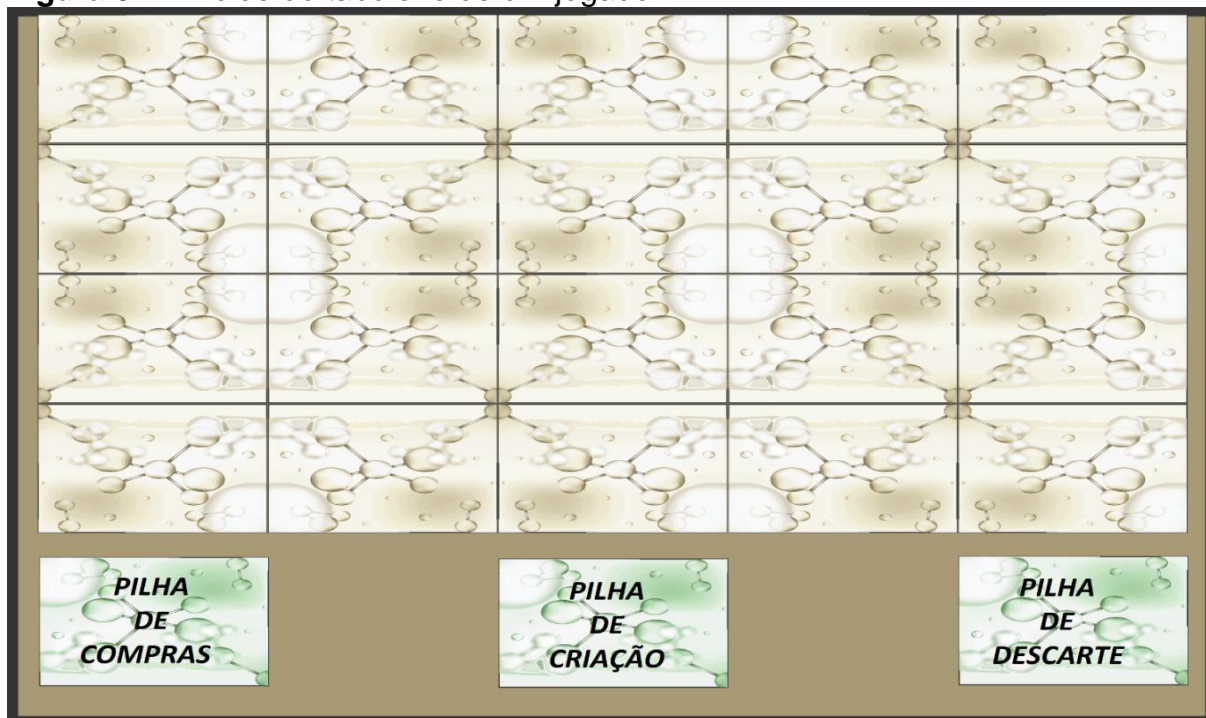 PILHA
DE
COMPRAS
PILHA
DE
CRIAÇÃO
PILHA
DE
DESCARTE